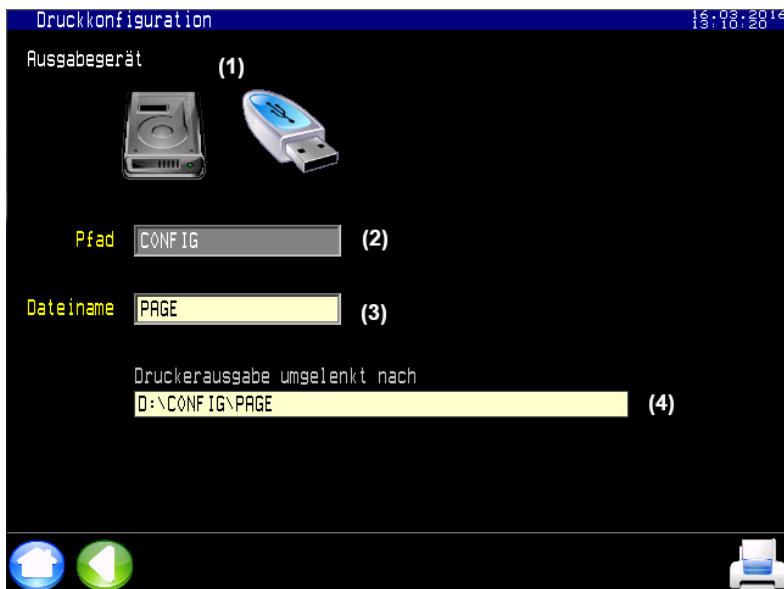 Druckkonfiguration 16.03.2016
13:10:20
Ausgabegerät (1)
Pfad CONFIG (2)
Dateiname PAGE (3)
Druckerausgabe umgelenkt nach
D:\CONFIG\PAGE (4)